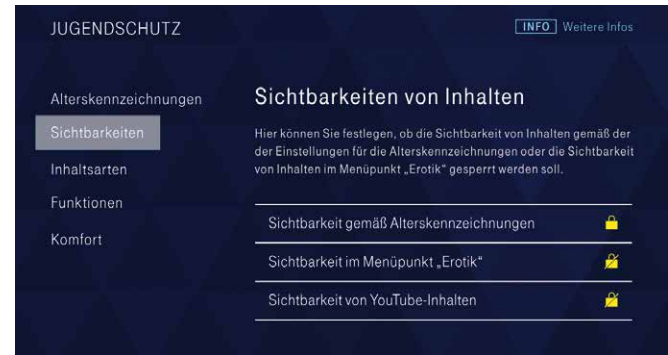 JUGENDSCHUTZ
INFO Weitere Infos
Alterskennzeichnungen
Sichtbarkeiten
Inhaltsarten
Funktionen
Komfort
Sichtbarkeiten von Inhalten
Hier können Sie festlegen, ob die Sichtbarkeit von Inhalten gemäß der
der Einstellungen für die Alterskennzeichnungen oder die Sichtbarkeit
von Inhalten im Menüpunkt „Erotik“ gesperrt werden soll.
Sichtbarkeit gemäß Alterskennzeichnungen
Sichtbarkeit im Menüpunkt „Erotik“
Sichtbarkeit von YouTube-Inhalten